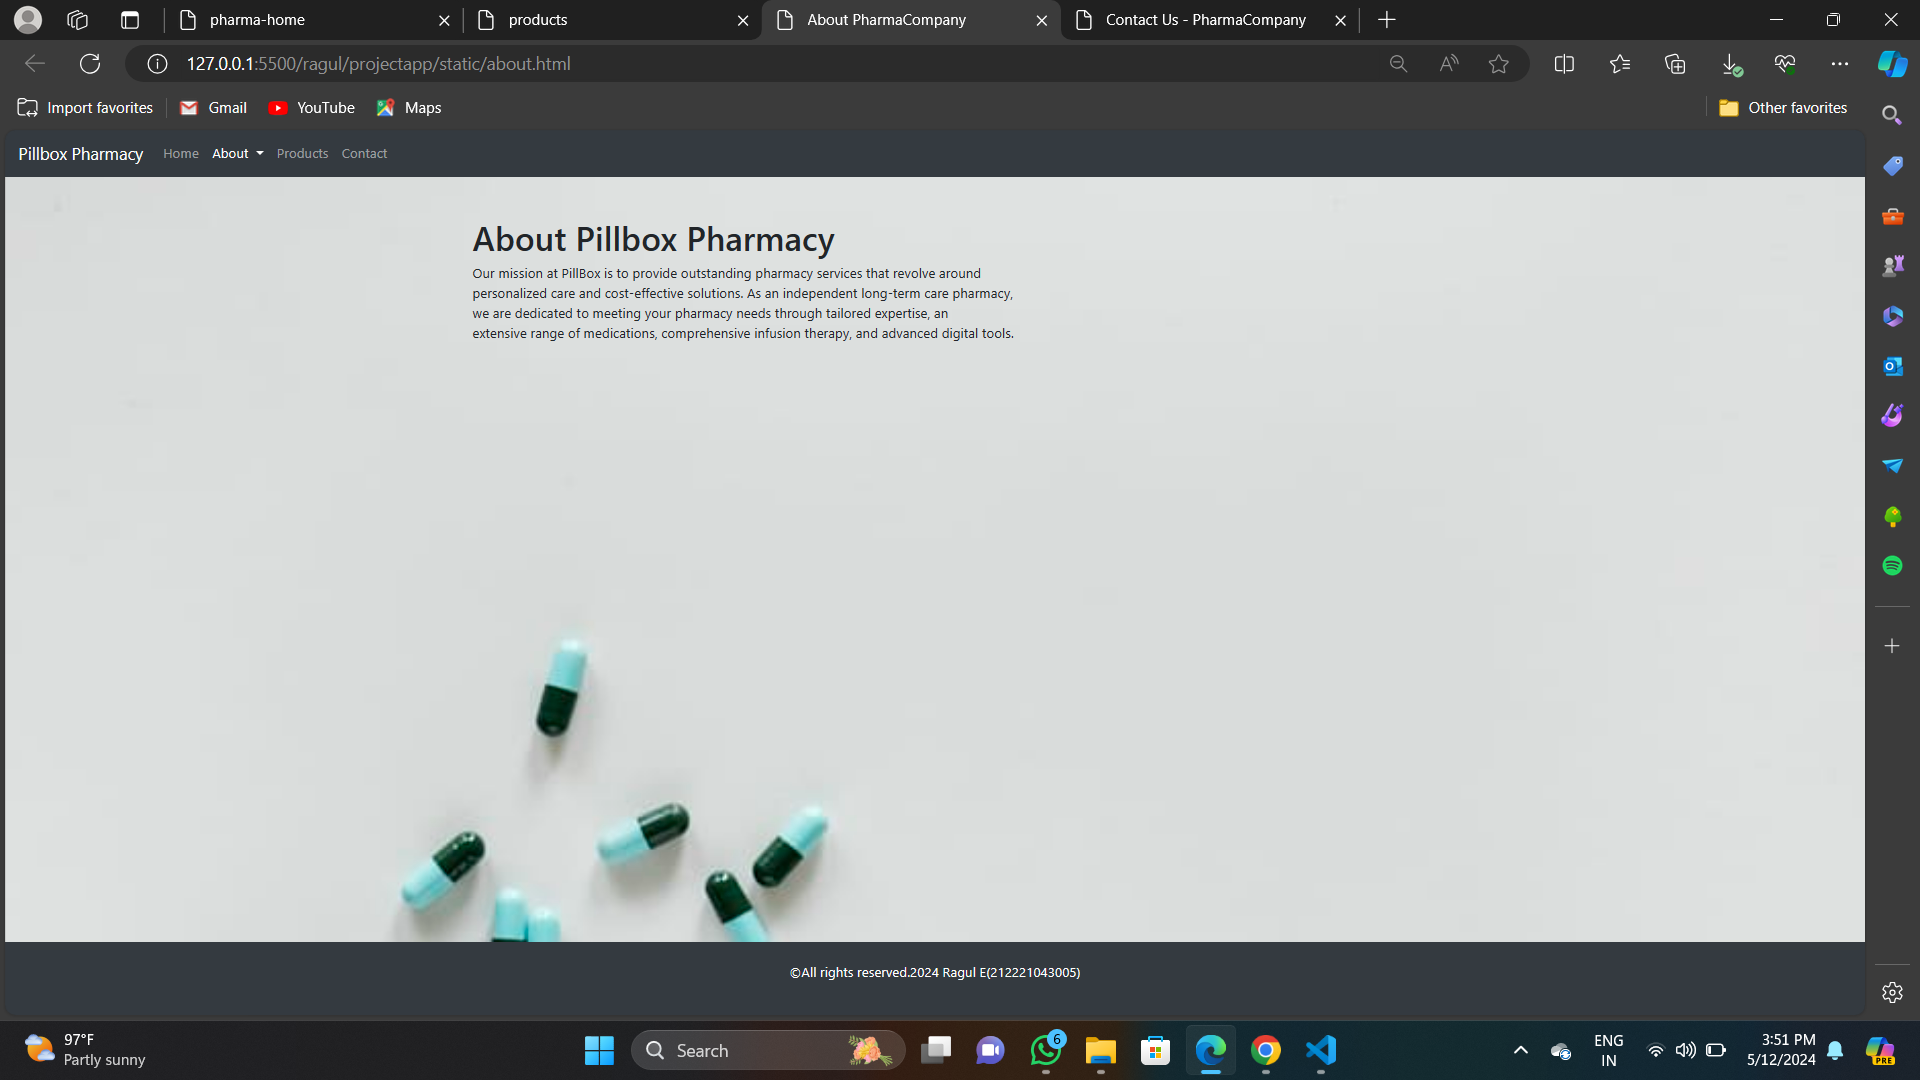 pharma-home
products
About PharmaCompany
Contact Us - PharmaCompany
127.0.0.1:5500/ragul/projectapp/static/about.html
Import favorites
Gmail
YouTube
Maps
Other favorites
Pillbox Pharmacy
Home
About
Products
Contact
About Pillbox Pharmacy
Our mission at PillBox is to provide outstanding pharmacy services that revolve around
personalized care and cost-effective solutions. As an independent long-term care pharmacy,
we are dedicated to meeting your pharmacy needs through tailored expertise, an
extensive range of medications, comprehensive infusion therapy, and advanced digital tools.
©All rights reserved.2024 Ragul E(212221043005)
97°F
Partly sunny
Search
6
ENG
IN
3:51 PM
5/12/2024
PRE